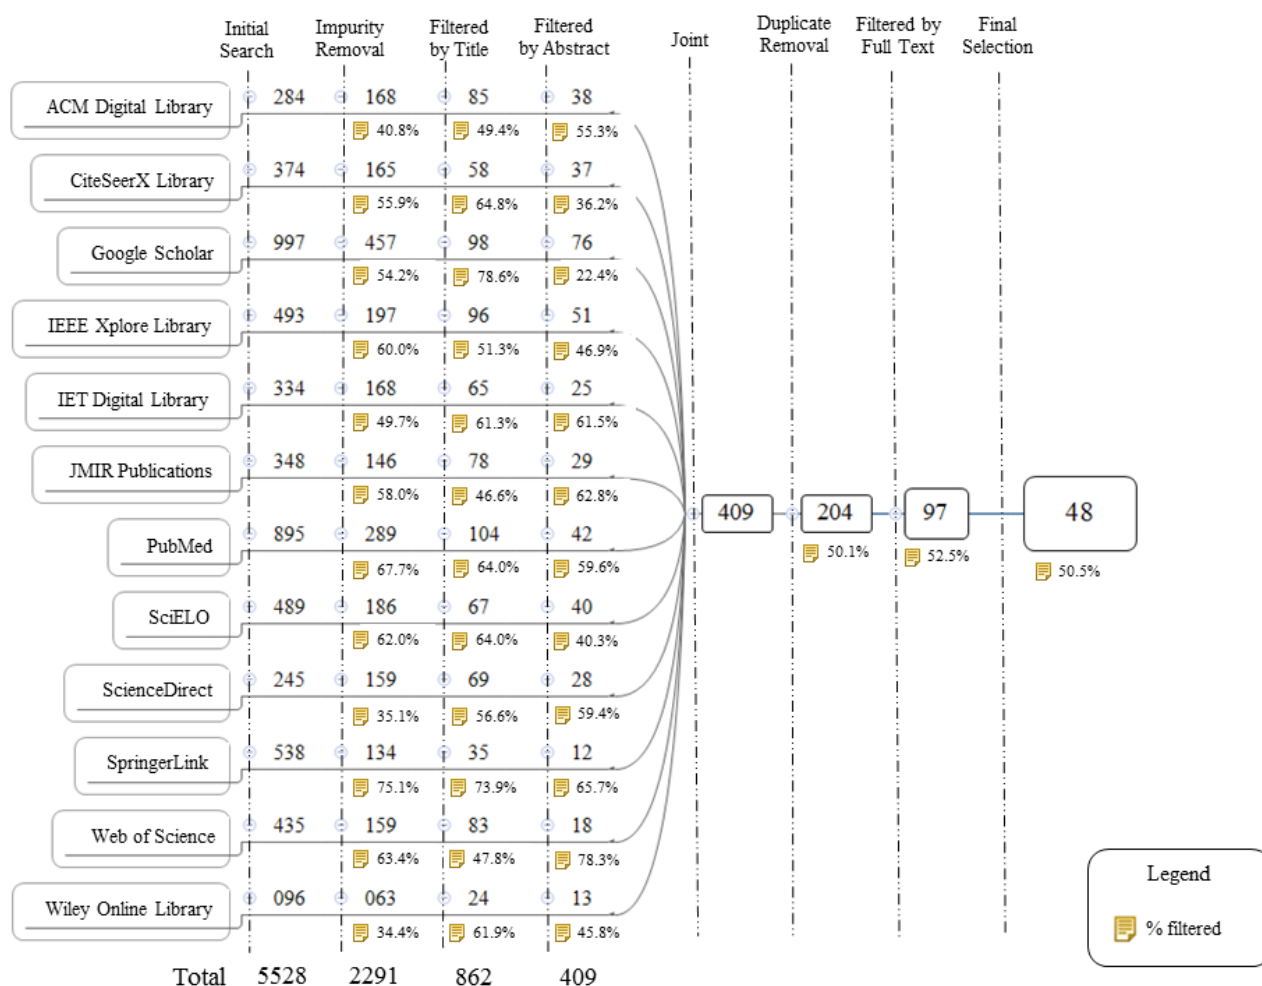 Initial Search
Impurity Removal
Filtered by Title
Filtered by Abstract
Joint
Duplicate Removal
Filtered by Full Text
Final Selection
ACM Digital Library 284 168 85 38
40.8% 49.4% 55.3%
CiteSeerX Library 374 165 58 37
55.9% 64.8% 36.2%
Google Scholar 997 457 98 76
54.2% 78.6% 22.4%
IEEE Xplore Library 493 197 96 51
60.0% 51.3% 46.9%
IET Digital Library 334 168 65 25
49.7% 61.3% 61.5%
JMIR Publications 348 146 78 29
58.0% 46.6% 62.8%
409 204 97 48
50.1% 52.5% 50.5%
PubMed 895 289 104 42
67.7% 64.0% 59.6%
SciELO 489 186 67 40
62.0% 64.0% 40.3%
ScienceDirect 245 159 69 28
35.1% 56.6% 59.4%
SpringerLink 538 134 35 12
75.1% 73.9% 65.7%
Web of Science 435 159 83 18
63.4% 47.8% 78.3%
Wiley Online Library 096 063 24 13
34.4% 61.9% 45.8%
Total 5528 2291 862 409
Legend
% filtered